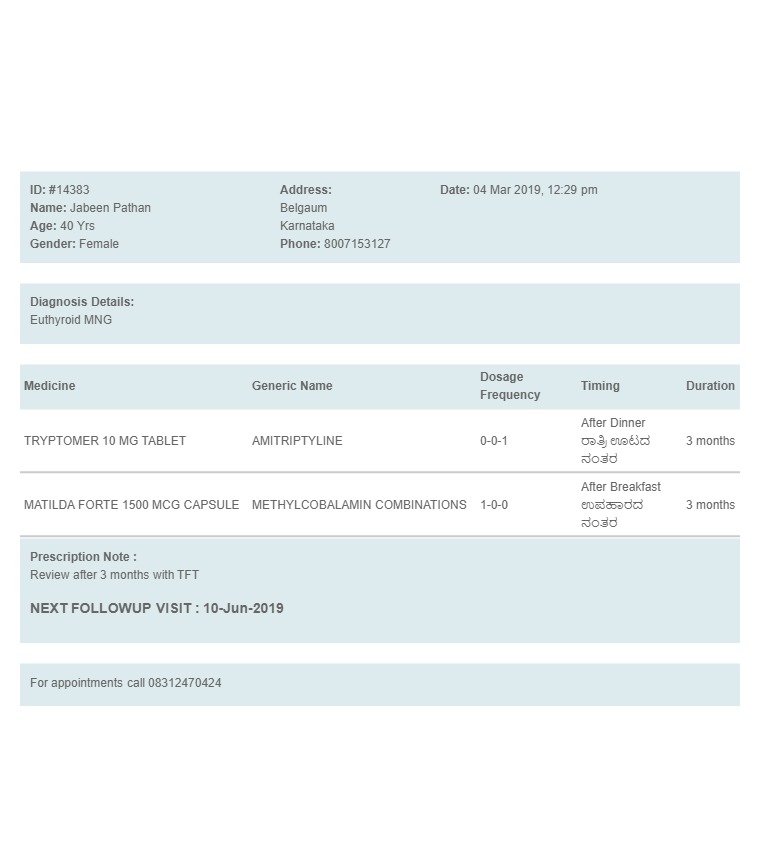 ID: #14383
Name: Jabeen Pathan
Age: 40 Yrs
Gender: Female
Address:
Belgaum
Karnataka
Phone: 8007153127
Date: 04 Mar 2019, 12:29 pm
Diagnosis Details:
Euthyroid MNG
Medicine Generic Name Dosage Frequency Timing Duration
TRYPTOMER 10 MG TABLET AMITRIPTYLINE 0-0-1 After Dinner 3 months
ರಾತ್ರಿ ಊಟದ
ನಂತರ
MATILDA FORTE 1500 MCG CAPSULE METHYLCOBALAMIN COMBINATIONS 1-0-0 After Breakfast 3 months
ಉಪಹಾರದ
ನಂತರ
Prescription Note :
Review after 3 months with TFT
NEXT FOLLOWUP VISIT : 10-Jun-2019
For appointments call 08312470424